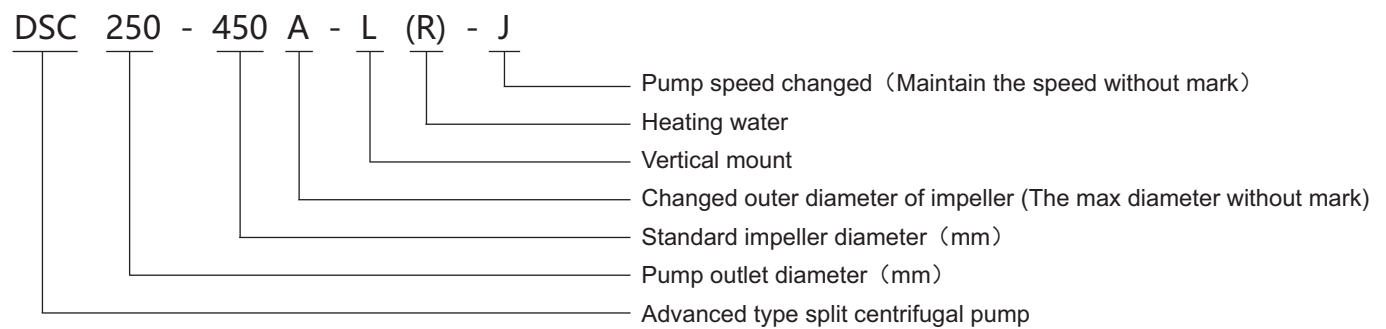 DSC 250 - 450 A - L (R) - J
Pump speed changed（Maintain the speed without mark）
Heating water
Vertical mount
Changed outer diameter of impeller (The max diameter without mark)
Standard impeller diameter（mm）
Pump outlet diameter（mm）
Advanced type split centrifugal pump